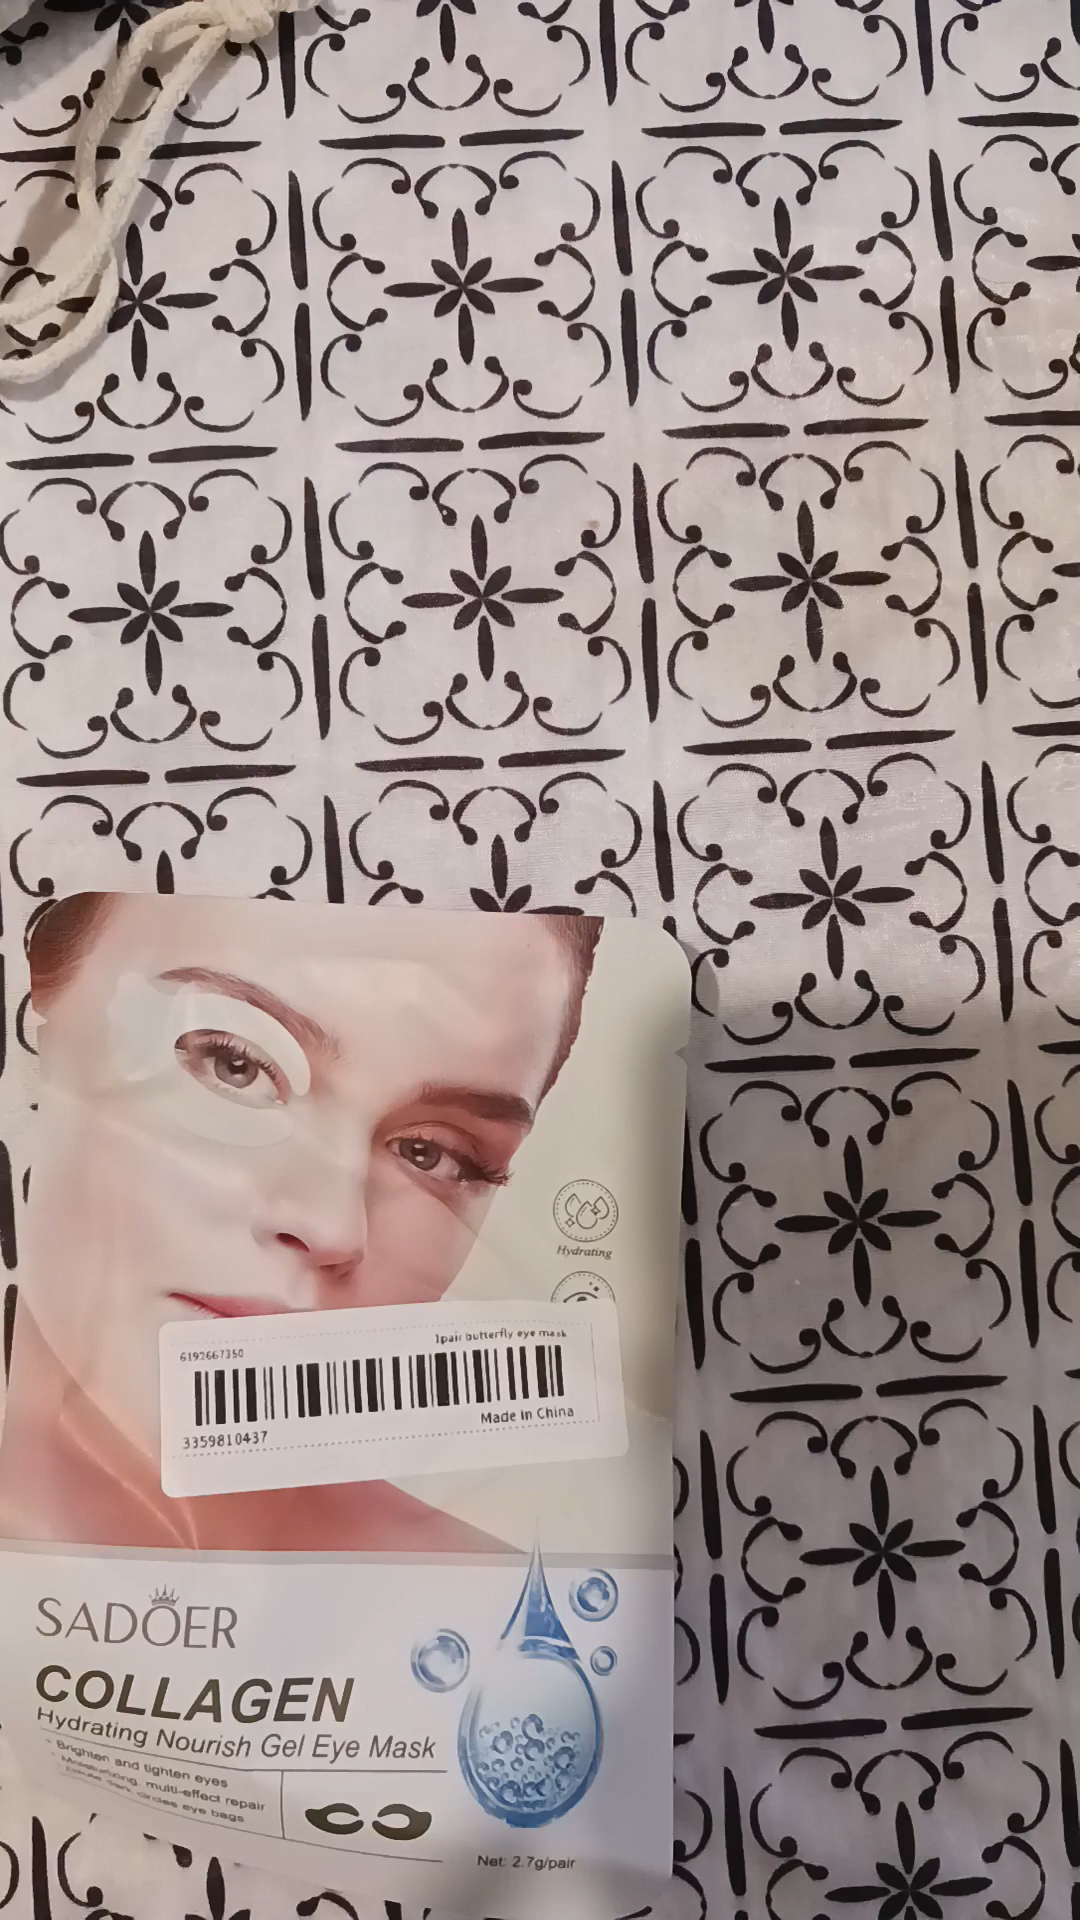 Hydrating
6192667350
1pair butterfly eye mask
Made in China
3359810437
SADOER
COLLAGEN
Hydrating Nourish Gel Eye Mask
Brighten and tighten eyes
Moisturizing, multi-effect repair
dark circles eye bags
Net: 2.7g/pair